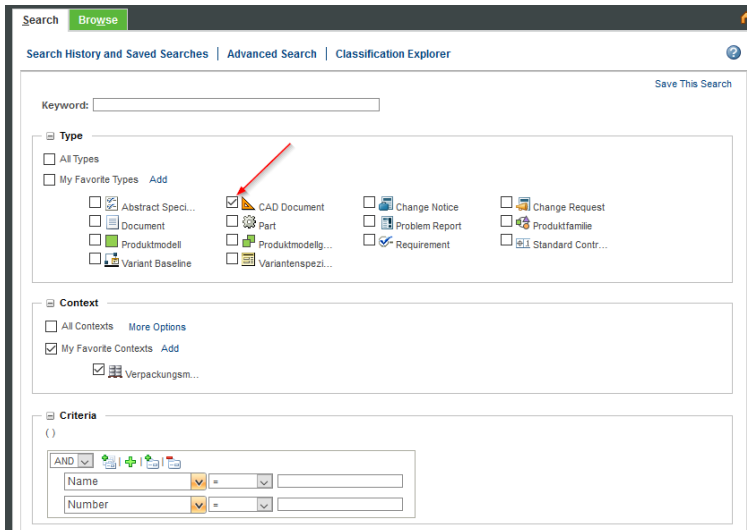 Search Browse
Search History and Saved Searches Advanced Search Classification Explorer
Save This Search
Keyword:
Type
All Types
My Favorite Types Add
Abstract Speci... CAD Document Change Notice Change Request
Document Part Problem Report Produktfamilie
Produktmodell Produktmodellg... Requirement Standard Contr...
Variant Baseline Variantenspezi...
Context
All Contexts More Options
My Favorite Contexts Add
Verpackungsm...
Criteria
( )
AND
Name =
Number =